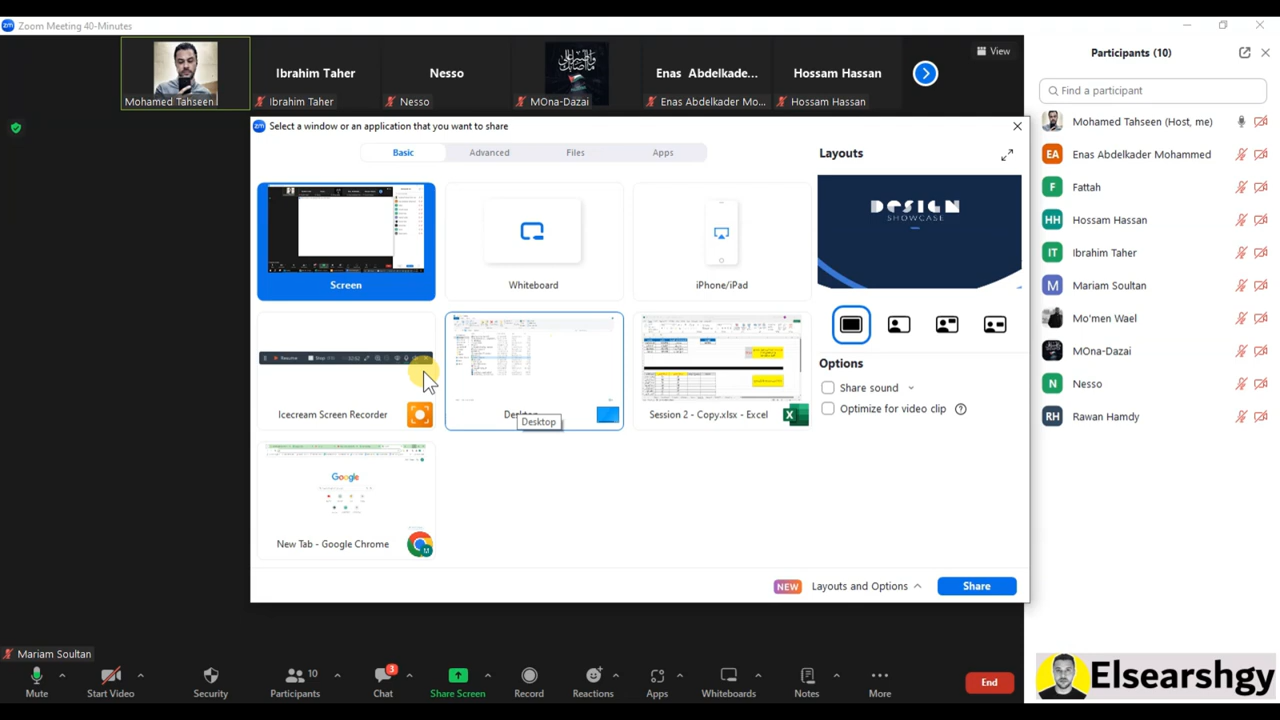 Zoom Meeting 40-Minutes
Mohamed Tahseen
Ibrahim Taher
Ibrahim Taher
Nesso
Nesso
MOna-Dazai
Enas Abdelkade...
Enas Abdelkader Mo...
Hossam Hassan
Hossam Hassan
View
Participants (10)
Find a participant
Mohamed Tahseen (Host, me)
EA Enas Abdelkader Mohammed
F Fattah
HH Hossam Hassan
IT Ibrahim Taher
M Mariam Soultan
Mo'men Wael
MOna-Dazai
N Nesso
RH Rawan Hamdy
Select a window or an application that you want to share
Basic
Advanced
Files
Apps
Layouts
DESIGN
SHOWCASE
Screen
Whiteboard
iPhone/iPad
Options
Share sound
Optimize for video clip
Icecream Screen Recorder
Desktop
Session 2 - Copy.xlsx - Excel
Google
New Tab - Google Chrome
NEW
Layouts and Options
Share
Mariam Soultan
Mute
Start Video
Security
10
Participants
3
Chat
Share Screen
Record
Reactions
Apps
Whiteboards
Notes
More
End
Elsearshgy